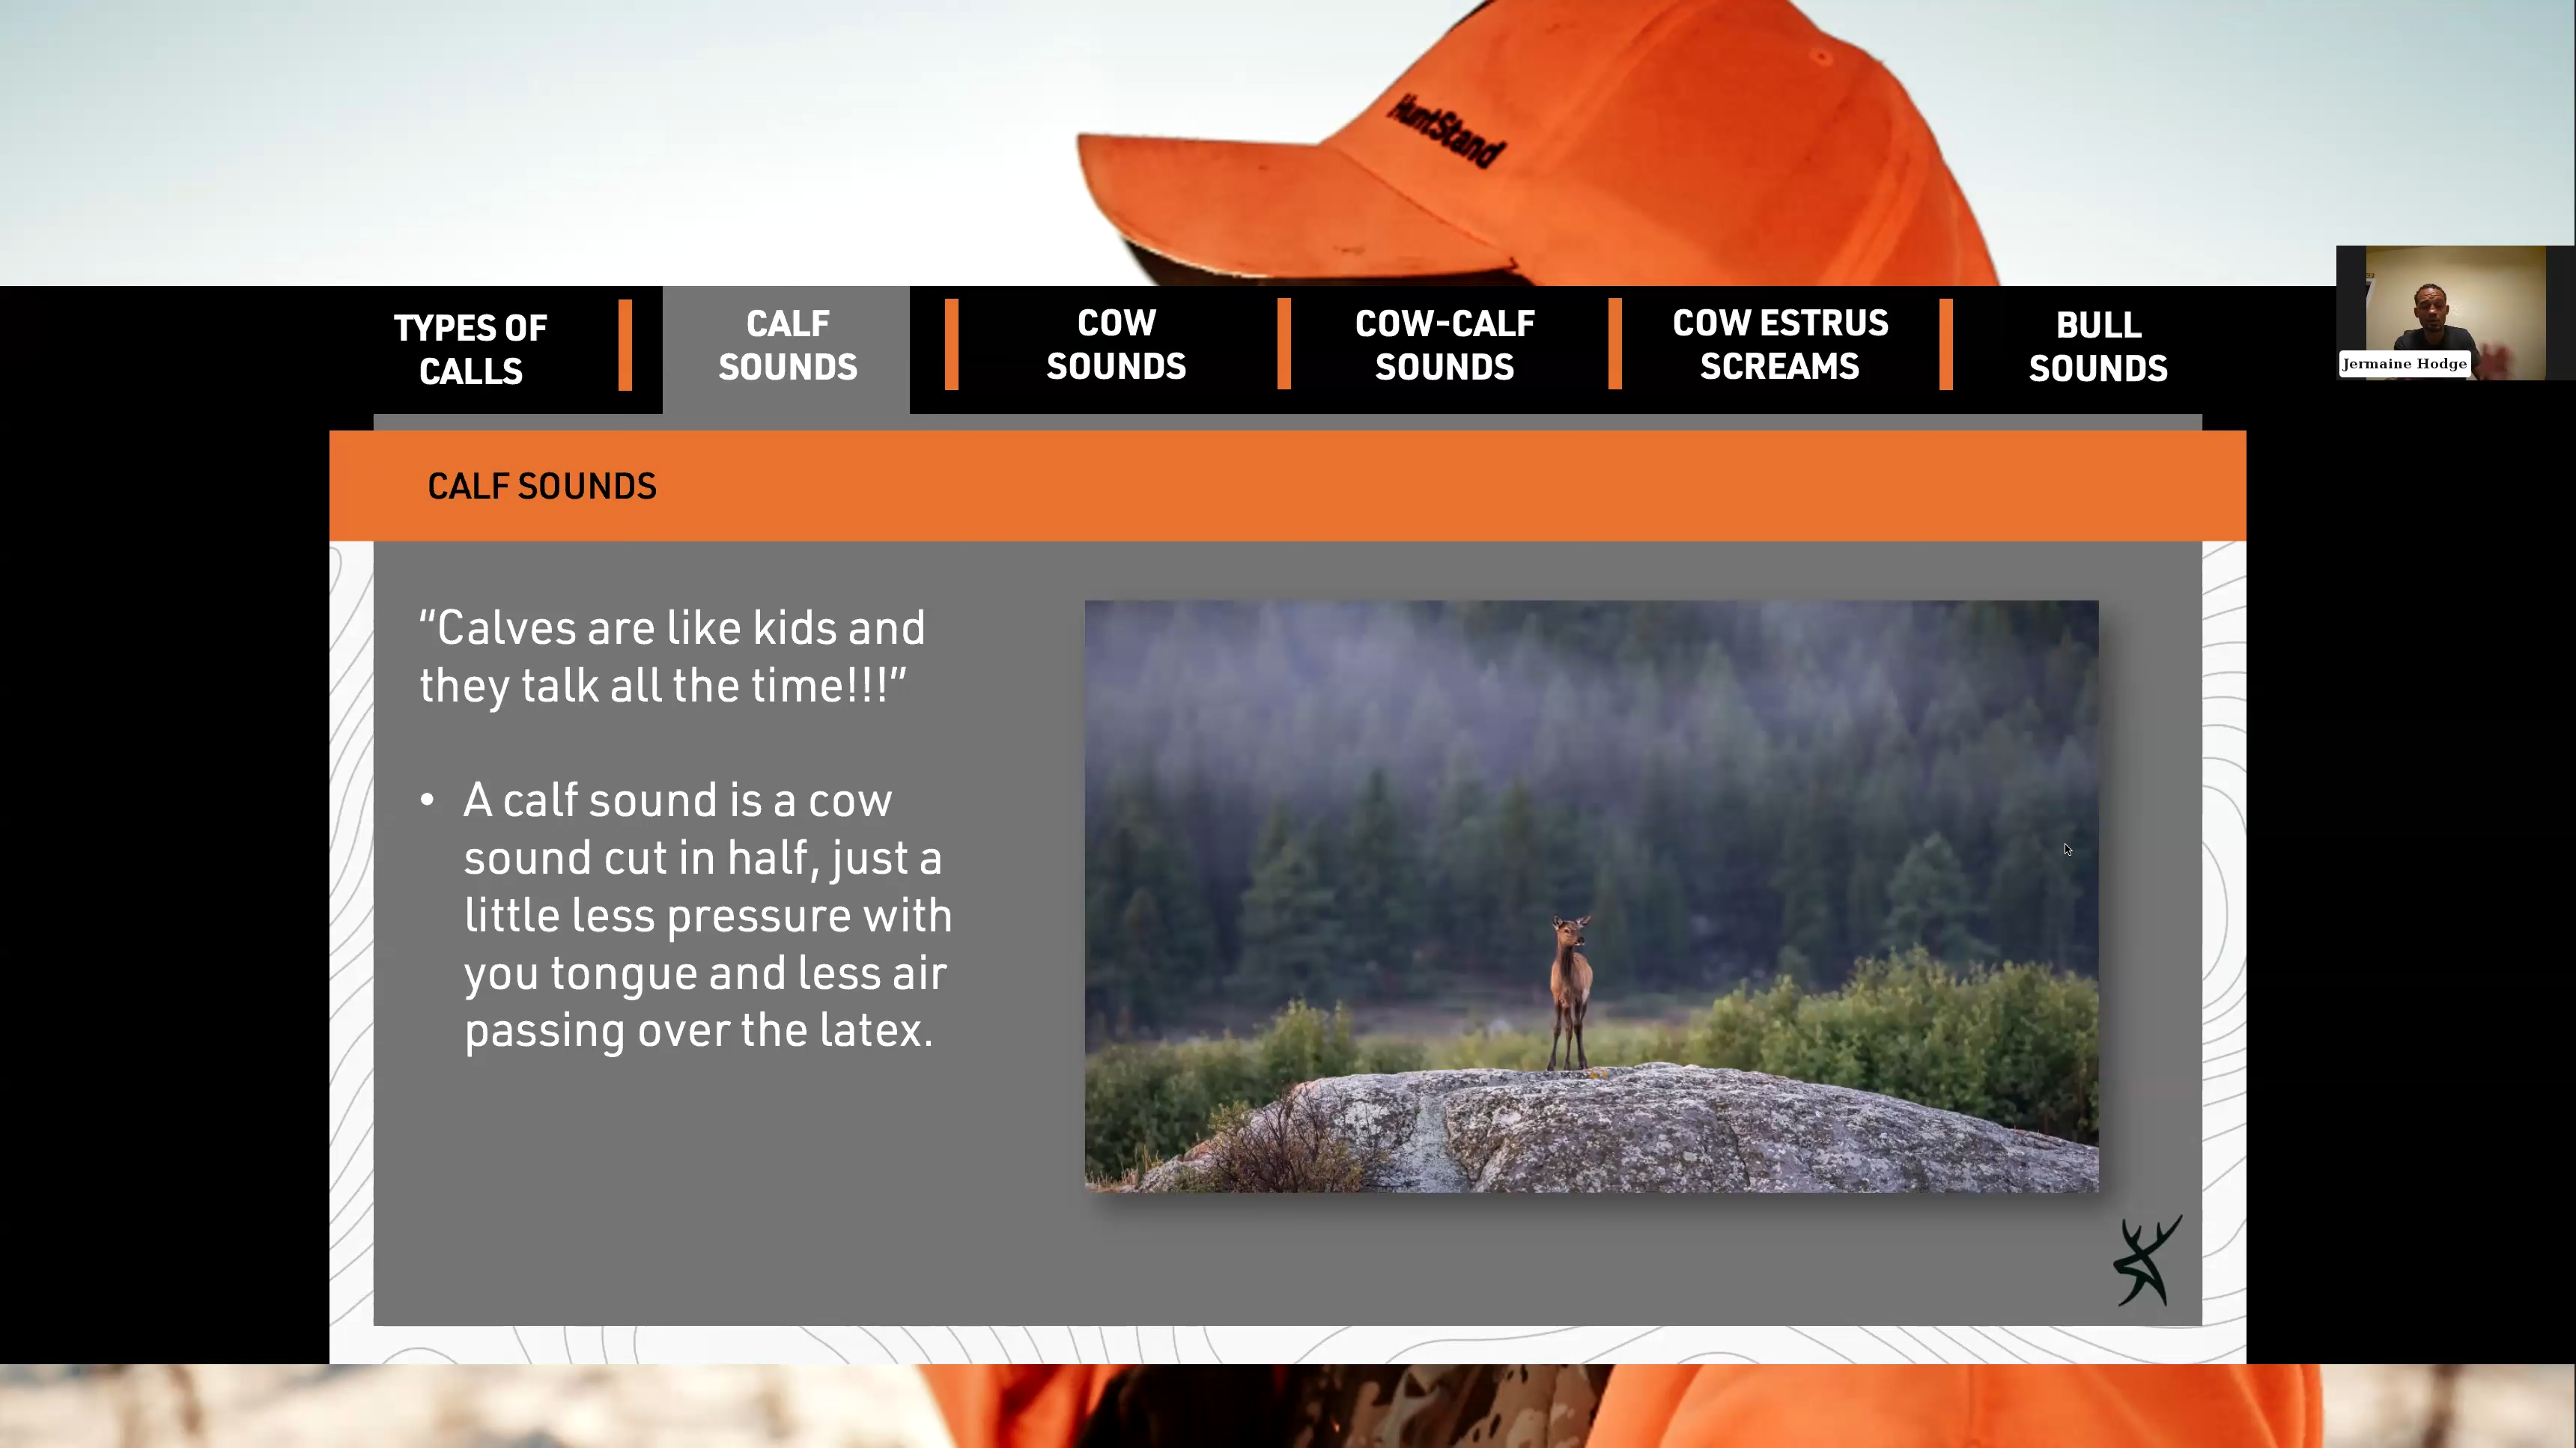 HuntStand
TYPES OF
CALLS
CALF
SOUNDS
COW
SOUNDS
COW-CALF
SOUNDS
COW ESTRUS
SCREAMS
BULL
SOUNDS
Jermaine Hodge
CALF SOUNDS
“Calves are like kids and
they talk all the time!!!”
• A calf sound is a cow
sound cut in half, just a
little less pressure with
you tongue and less air
passing over the latex.